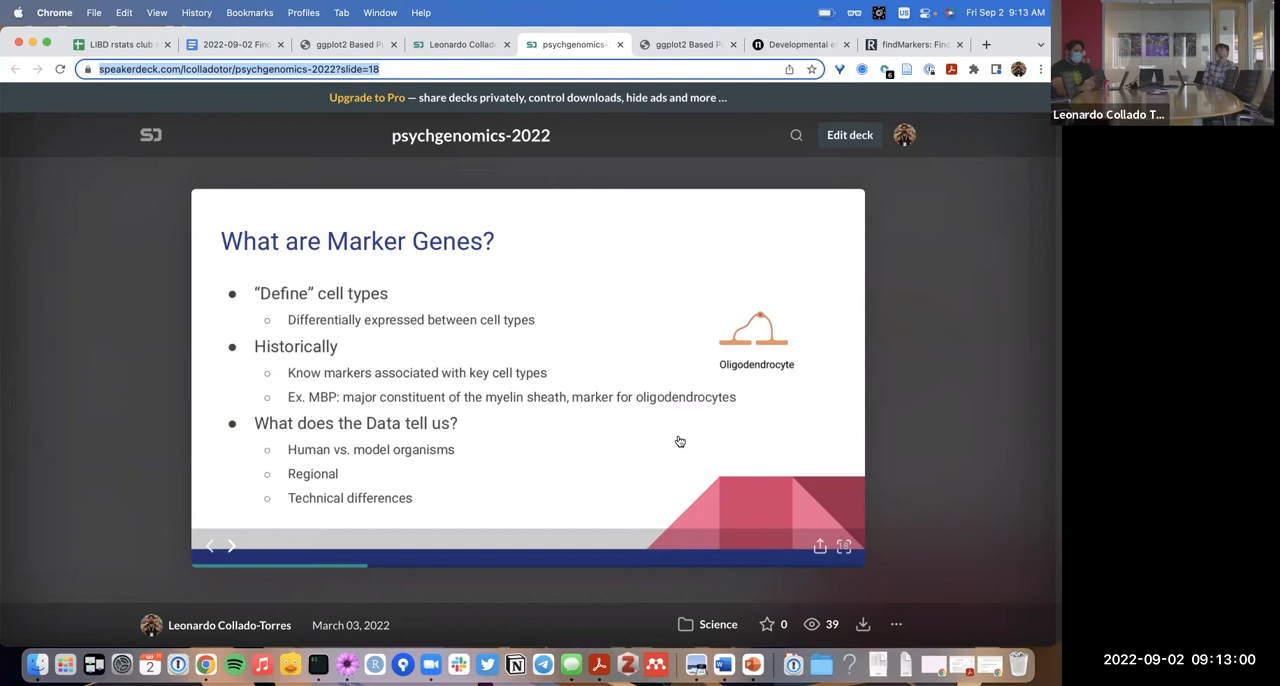 Chrome File Edit View History Bookmarks Profiles Tab Window Help
US
Fri Sep 2 9:13 AM
LIBD rstats club
2022-09-02 Fin
ggplot2 Based P
Leonardo Collad
psychgenomics-
ggplot2 Based P
Developmental e
findMarkers: Fin
speakerdeck.com/lcolladotor/psychgenomics-2022?slide=18
6
Upgrade to Pro — share decks privately, control downloads, hide ads and more ...
psychgenomics-2022
Edit deck
What are Marker Genes?
● “Define” cell types
○ Differentially expressed between cell types
● Historically
○ Know markers associated with key cell types
○ Ex. MBP: major constituent of the myelin sheath, marker for oligodendrocytes
● What does the Data tell us?
○ Human vs. model organisms
○ Regional
○ Technical differences
Oligodendrocyte
Leonardo Collado-Torres
March 03, 2022
Science
0
39
Leonardo Collado T...
2022-09-02 09:13:00